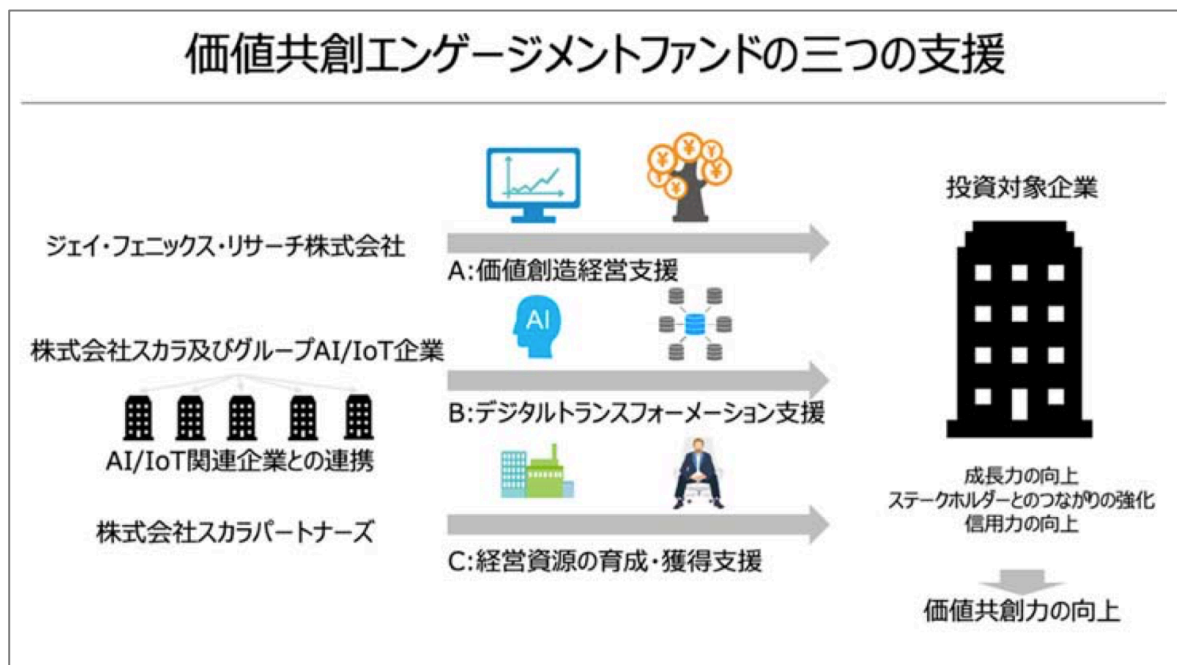 価値共創エンゲージメントファンドの三つの支援
投資対象企業
ジェイ・フェニックス・リサーチ株式会社
A:価値創造経営支援
株式会社スカラ及びグループAI/IoT企業
AI
B:デジタルトランスフォーメーション支援
AI/IoT関連企業との連携
株式会社スカラパートナーズ
C:経営資源の育成・獲得支援
成長力の向上
ステークホルダーとのつながりの強化
信用力の向上
価値共創力の向上
¥
¥
¥
¥
¥
¥